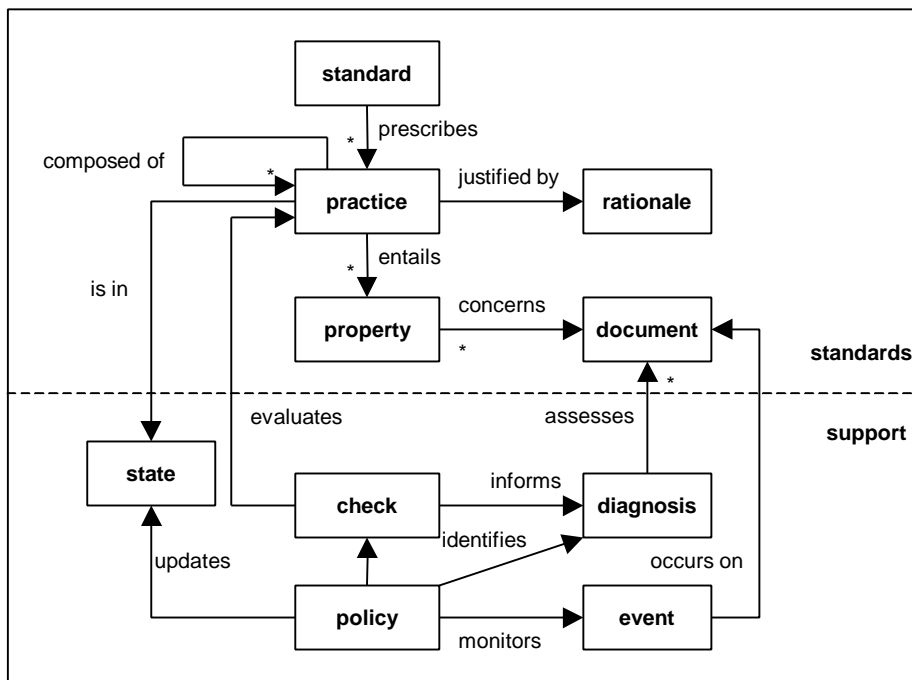 standard
prescribes
*
composed of
*
practice
justified by
rationale
entails
*
is in
property
concerns
*
document
standards
*
evaluates
assesses
support
state
check
informs
diagnosis
identifies
updates
occurs on
policy
monitors
event